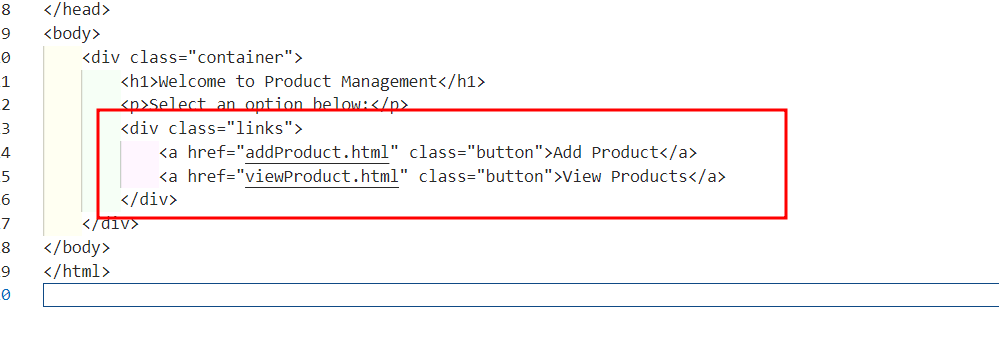 8 </head>
9 <body>
0     <div class="container">
1         <h1>Welcome to Product Management</h1>
2         <p>Select an option below:</p>
3         <div class="links">
4             <a href="addProduct.html" class="button">Add Product</a>
5             <a href="viewProduct.html" class="button">View Products</a>
6         </div>
7     </div>
8 </body>
9 </html>
0